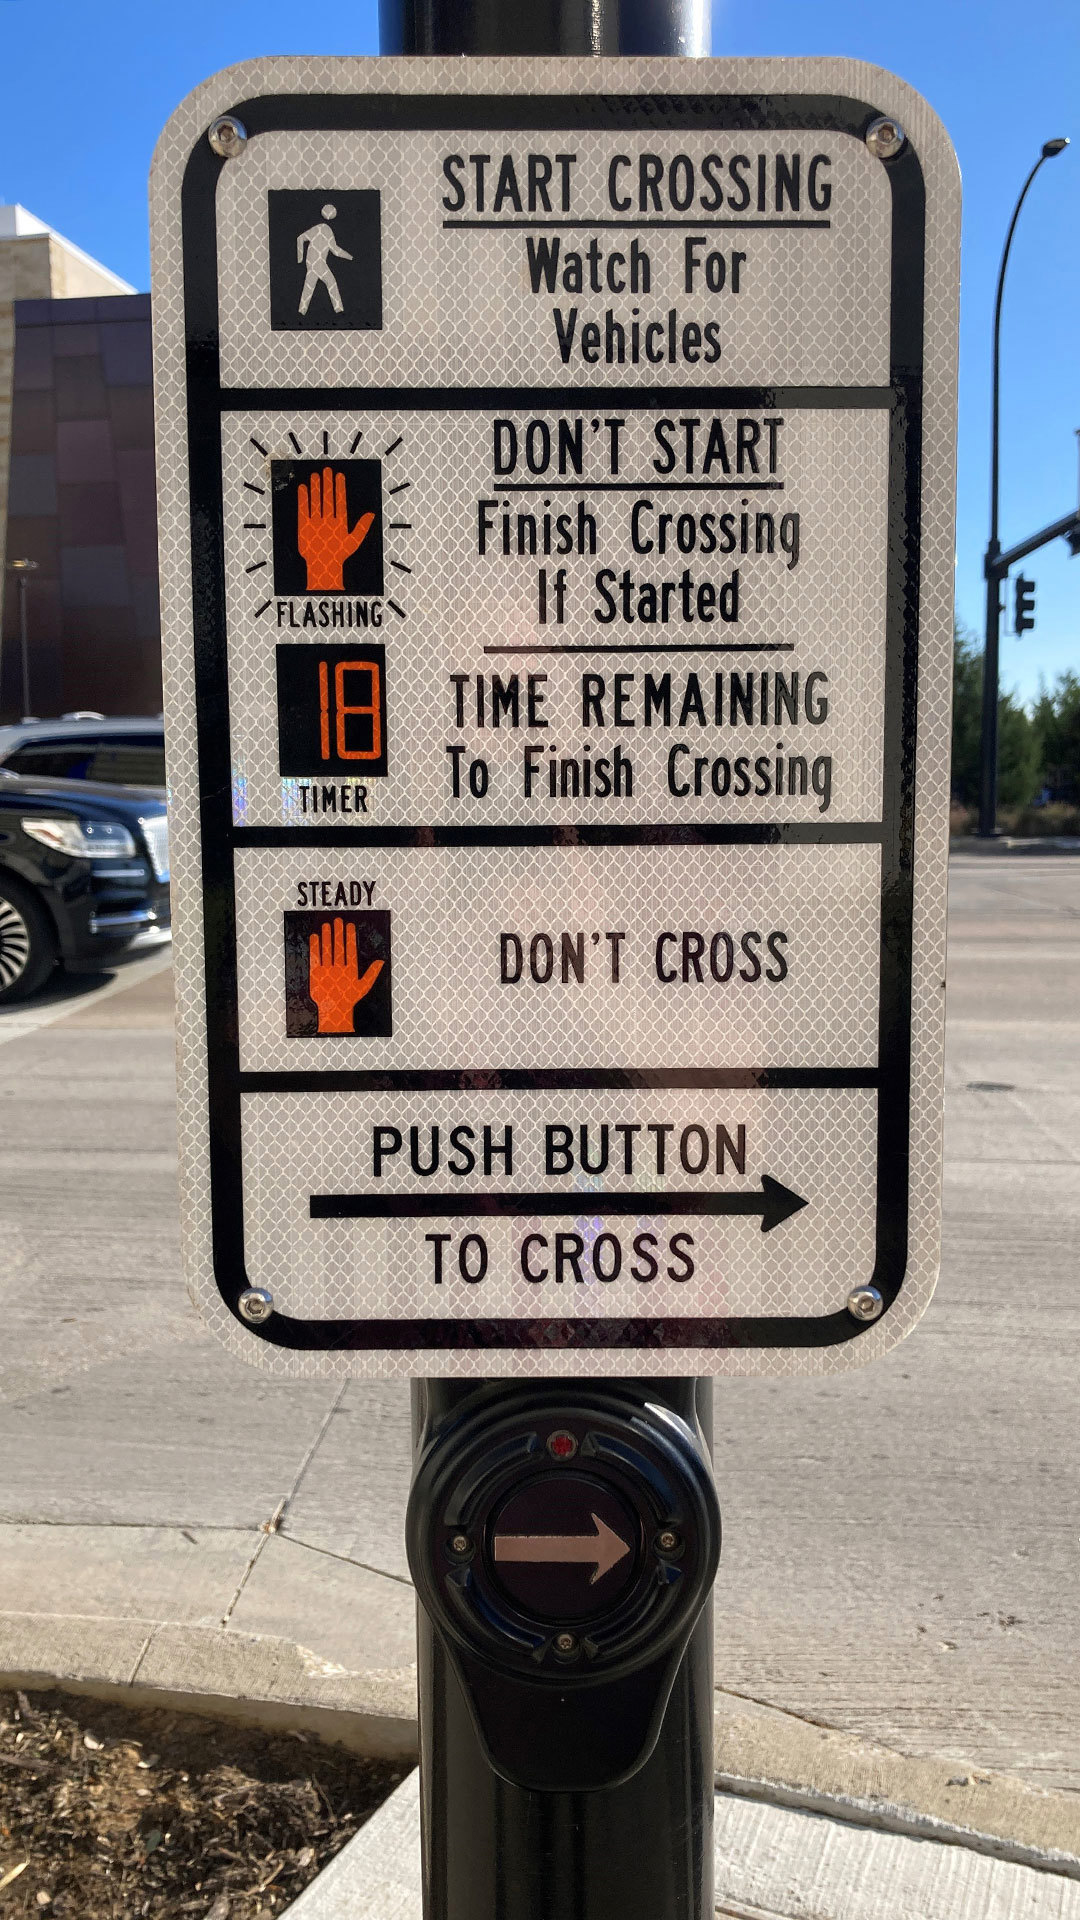 START CROSSING
Watch For
Vehicles
DON'T START
Finish Crossing
If Started
FLASHING
18
TIME REMAINING
To Finish Crossing
TIMER
STEADY
DON'T CROSS
PUSH BUTTON
TO CROSS